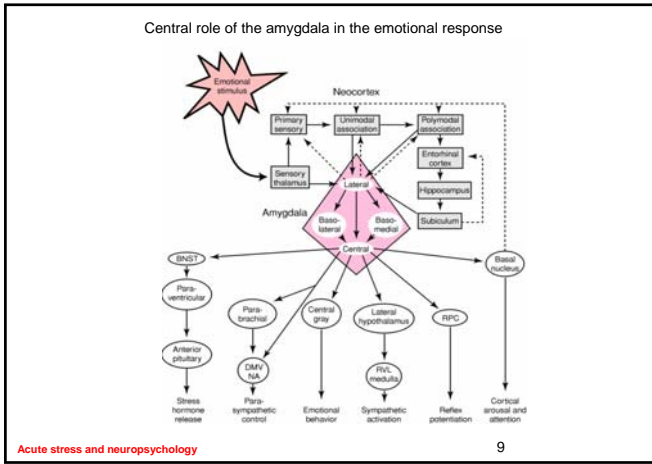 Central role of the amygdala in the emotional response
Emotional
stimulus
Neocortex
Primary
sensory
Unimodal
association
Polymodal
association
Entorhinal
cortex
Sensory
thalamus
Lateral
Hippocampus
Amygdala
Baso-
lateral
Baso-
medial
Subiculum
Central
BNST
Basal
nucleus
Para-
ventricular
Para-
brachial
Central
gray
Lateral
hypothalamus
RPC
Anterior
pituitary
DMV
NA
RVL
medulla
Stress
hormone
release
Para-
sympathetic
control
Emotional
behavior
Sympathetic
activation
Reflex
potentiation
Cortical
arousal and
attention
Acute stress and neuropsychology
9